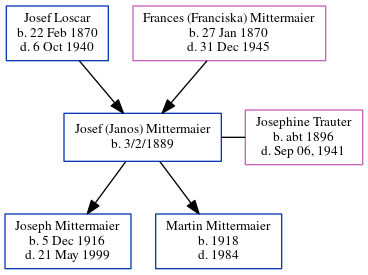 Josef Loscar
b. 22 Feb 1870
d. 6 Oct 1940
Frances (Franciska) Mittermaier
b. 27 Jan 1870
d. 31 Dec 1945
Josef (Janos) Mittermaier
b. 3/2/1889
Josephine Trauter
b. abt 1896
d. Sep 06, 1941
Joseph Mittermaier
b. 5 Dec 1916
d. 21 May 1999
Martin Mittermaier
b. 1918
d. 1984